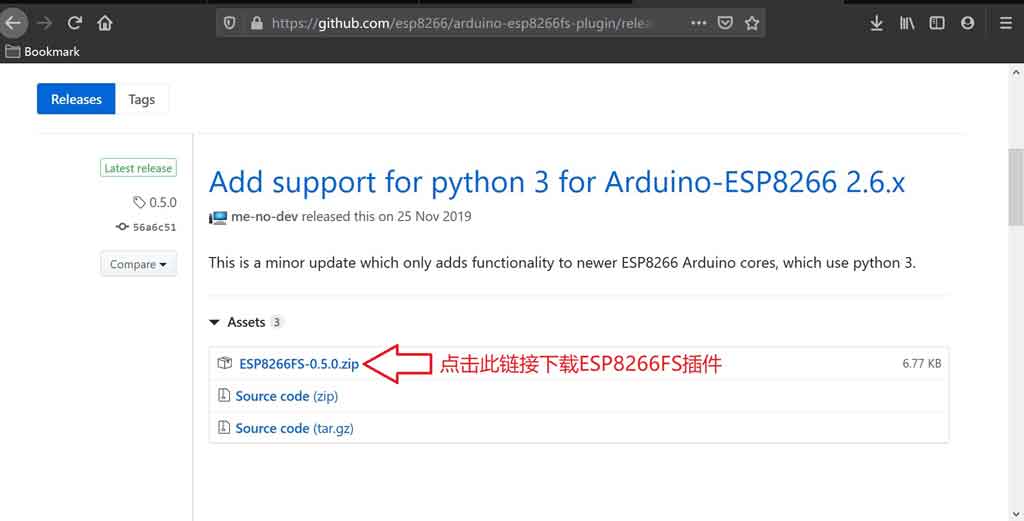 https://github.com/esp8266/arduino-esp8266fs-plugin/relea
Bookmark
Releases
Tags
Latest release
0.5.0
56a6c51
Compare
Add support for python 3 for Arduino-ESP8266 2.6.x
me-no-dev released this on 25 Nov 2019
This is a minor update which only adds functionality to newer ESP8266 Arduino cores, which use python 3.
Assets 3
ESP8266FS-0.5.0.zip 点击此链接下载ESP8266FS插件 6.77 KB
Source code (zip)
Source code (tar.gz)